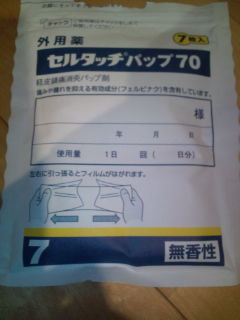 チャック
7枚入
外用薬
セルタッチパップ70
経皮鎮痛消炎パップ剤
痛みや腫れを抑える有効成分(フェルビナク)を含有しています。
様
年 月 日
使用量 1日 回 ( 日分)
左右に引っ張るとフィルムがはがれます。
7
無香性